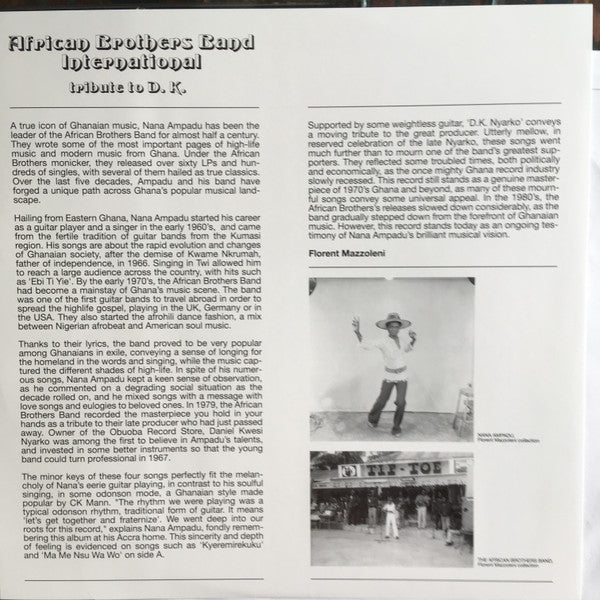 African Brothers Band
International
tribute to D. K.
A true icon of Ghanaian music, Nana Ampadu has been the
leader of the African Brothers Band for almost half a century.
They wrote some of the most important pages of high-life
music and modern music from Ghana. Under the African
Brothers monicker, they released over sixty LPs and hun-
dreds of singles, with several of them hailed as true classics.
Over the last five decades, Ampadu and his band have
forged a unique path across Ghana's popular musical land-
scape.
Hailing from Eastern Ghana, Nana Ampadu started his career
as a guitar player and a singer in the early 1960's, and came
from the fertile tradition of guitar bands from the Kumasi
region. His songs are about the rapid evolution and changes
of Ghanaian society, after the demise of Kwame Nkrumah,
father of independence, in 1966. Singing in Twi allowed him
to reach a large audience across the country, with hits such
as 'Ebi Ti Yie'. By the early 1970's, the African Brothers Band
had become a mainstay of Ghana's music scene. The band
was one of the first guitar bands to travel abroad in order to
spread the highlife gospel, playing in the UK, Germany or in
the USA. They also started the afrohili dance fashion, a mix
between Nigerian afrobeat and American soul music.
Thanks to their lyrics, the band proved to be very popular
among Ghanaians in exile, conveying a sense of longing for
the homeland in the words and singing, while the music cap-
tured the different shades of high-life. In spite of his numer-
ous songs, Nana Ampadu kept a keen sense of observation,
as he commented on a degrading social situation as the
decade rolled on, and he mixed songs with a message with
love songs and eulogies to beloved ones. In 1979, the African
Brothers Band recorded the masterpiece you hold in your
hands as a tribute to their late producer who had just passed
away. Owner of the Obuoba Record Store, Daniel Kwesi
Nyarko was among the first to believe in Ampadu's talents,
and invested in some better instruments so that the young
band could turn professional in 1967.
The minor keys of these four songs perfectly fit the melan-
choly of Nana's eerie guitar playing, in contrast to his soulful
singing, in some odonson mode, a Ghanaian style made
popular by CK Mann. "The rhythm we were playing was a
typical odonson rhythm, traditional form of guitar. It means
'let's get together and fraternize'. We went deep into our
roots for this record," explains Nana Ampadu, fondly remem-
bering this album at his Accra home. This sincerity and depth
of feeling is evidenced on songs such as 'Kyeremirekuku'
and 'Ma Me Nsu Wa Wo' on side A.
Supported by some weightless guitar, 'D.K. Nyarko' conveys
a moving tribute to the great producer. Utterly mellow, in
reserved celebration of the late Nyarko, these songs went
much further than to mourn one of the band's greatest sup-
porters. They reflected some troubled times, both politically
and economically, as the once mighty Ghana record industry
slowly recessed. This record still stands as a genuine master-
piece of 1970's Ghana and beyond, as many of these mourn-
ful songs convey some universal appeal. In the 1980's, the
African Brother's releases slowed down considerably, as the
band gradually stepped down from the forefront of Ghanaian
music. However, this record stands today as an ongoing tes-
timony of Nana Ampadu's brilliant musical vision.
Florent Mazzoleni
NANA AMPADU,
Florent Mazzoleni collection
TIP-TOE
THE AFRICAN BROTHERS BAND,
Florent Mazzoleni collection